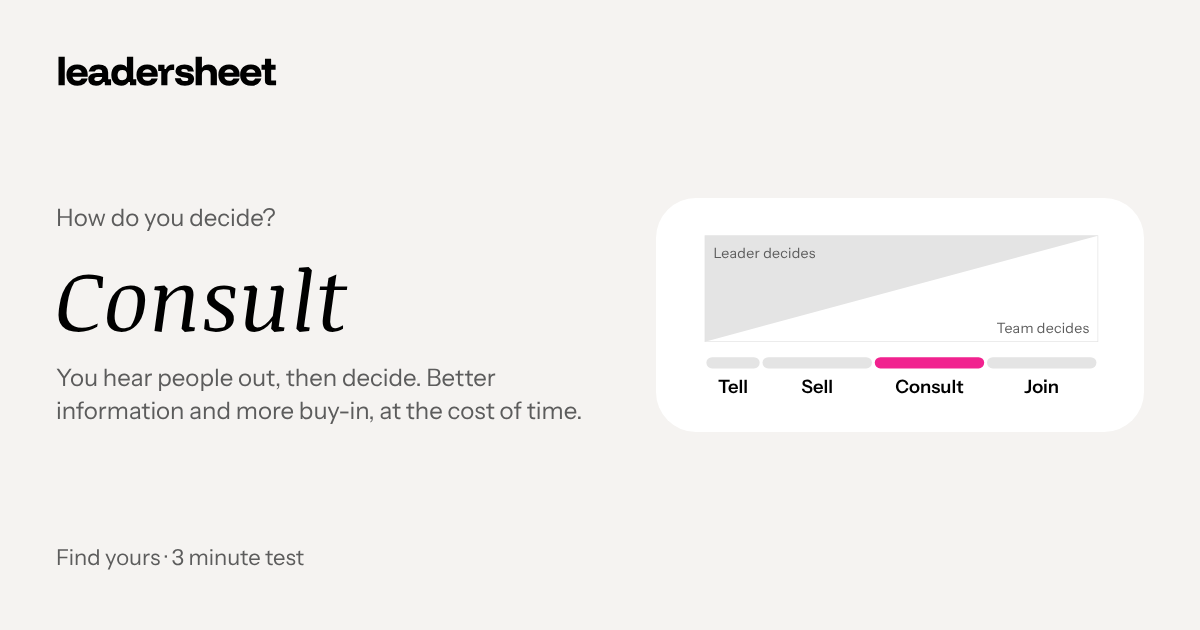 leadersheet
How do you decide?
Consult
You hear people out, then decide. Better
information and more buy-in, at the cost of time.
Leader decides
Team decides
Tell
Sell
Consult
Join
Find yours · 3 minute test